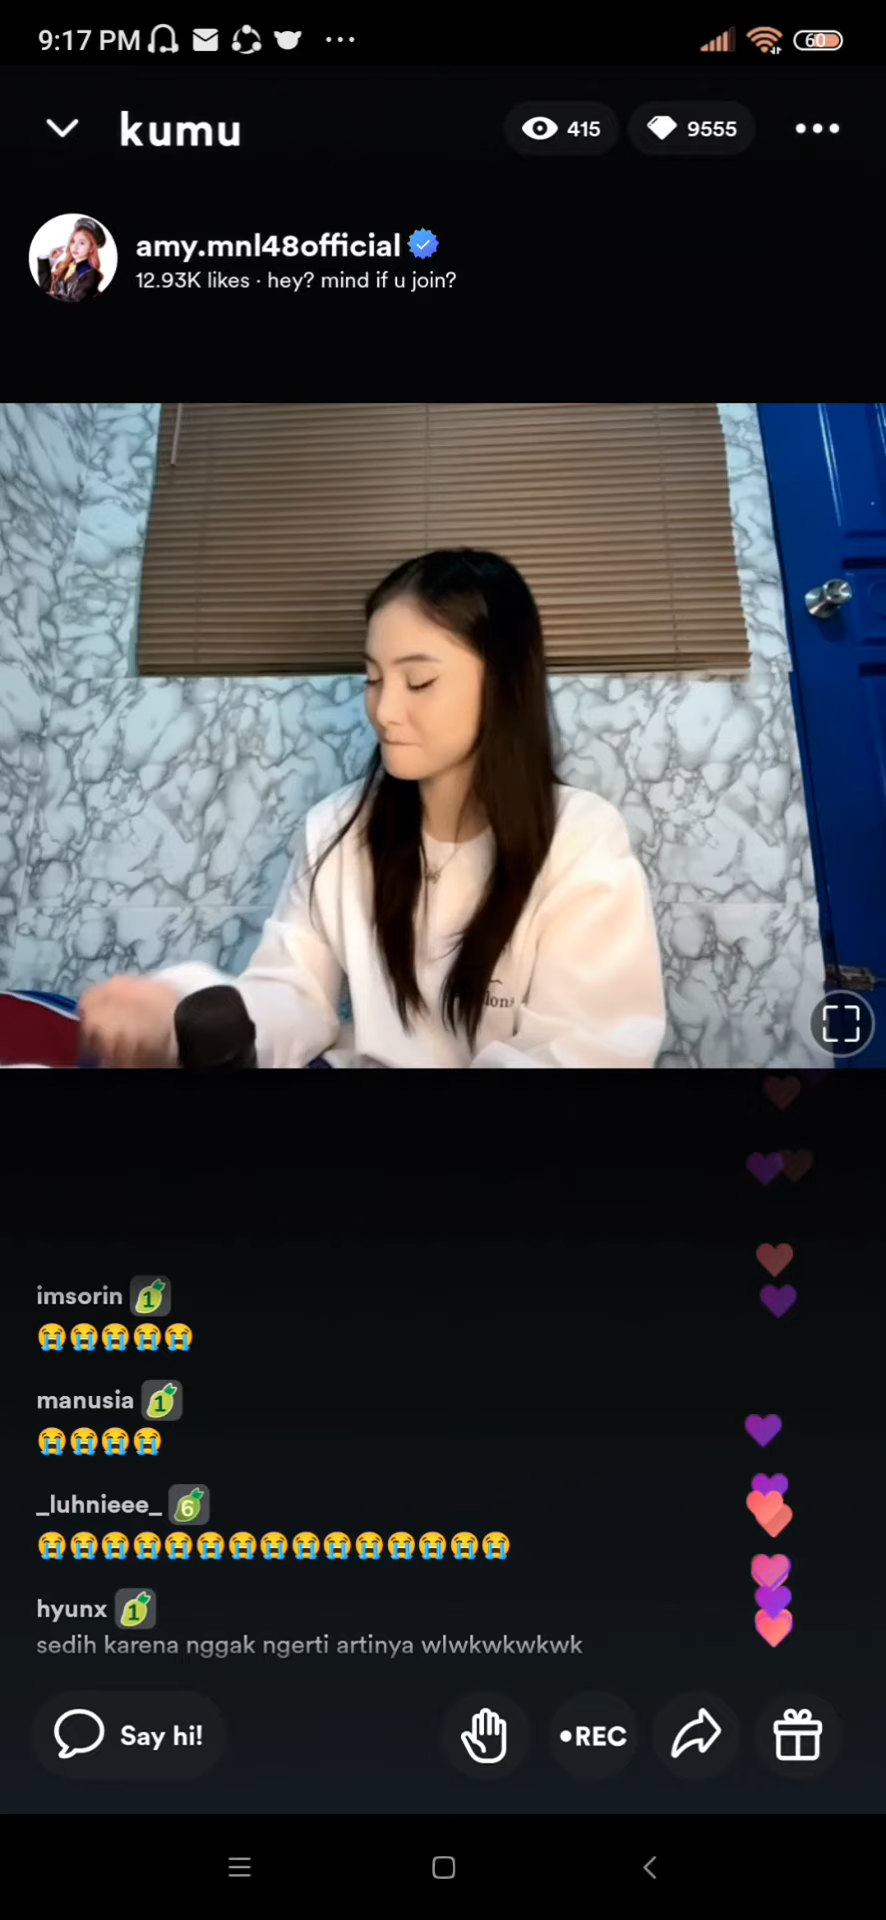 9:17 PM
60
kumu
415
9555
amy.mnl48official
12.93K likes · hey? mind if u join?
imsorin 1
😭😭😭😭😭
manusia 1
😭😭😭😭
_luhnieee_ 6
😭😭😭😭😭😭😭😭😭😭😭😭😭😭😭
hyunx 1
sedih karena nggak ngerti artinya wlwkwkwkwk
Say hi!
•REC